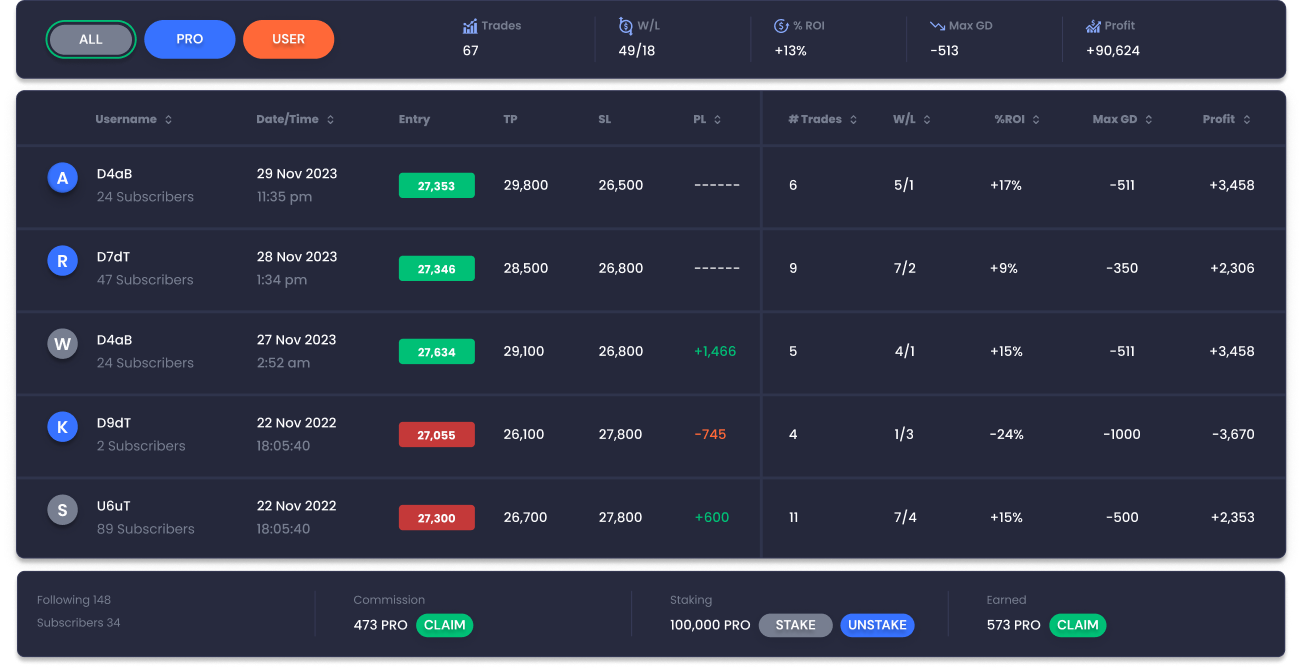 ALL PRO USER Trades W/L % ROI Max GD Profit
67 49/18 +13% -513 +90,624
Username Date/Time Entry TP SL PL # Trades W/L %ROI Max GD Profit
A D4aB 29 Nov 2023 27,353 29,800 26,500 ------ 6 5/1 +17% -511 +3,458
24 Subscribers 11:35 pm
R D7dT 28 Nov 2023 27,346 28,500 26,800 ------ 9 7/2 +9% -350 +2,306
47 Subscribers 1:34 pm
W D4aB 27 Nov 2023 27,634 29,100 26,800 +1,466 5 4/1 +15% -511 +3,458
24 Subscribers 2:52 am
K D9dT 22 Nov 2022 27,055 26,100 27,800 -745 4 1/3 -24% -1000 -3,670
2 Subscribers 18:05:40
S U6uT 22 Nov 2022 27,300 26,700 27,800 +600 11 7/4 +15% -500 +2,353
89 Subscribers 18:05:40
Following 148 Commission Staking Earned
Subscribers 34 473 PRO CLAIM 100,000 PRO STAKE UNSTAKE 573 PRO CLAIM